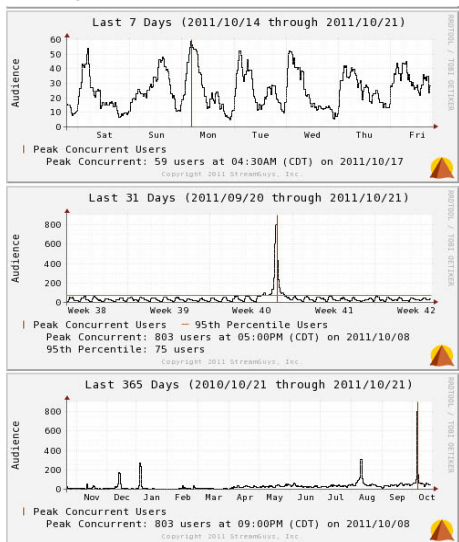 Last 7 Days (2011/10/14 through 2011/10/21)
RRDTOOL / TOBI OETIKER
Audience
60
50
40
30
20
10
0
Sat Sun Mon Tue Wed Thu Fri
Peak Concurrent Users
Peak Concurrent: 59 users at 04:30AM (CDT) on 2011/10/17
Copyright 2011 StreamGuys, Inc.
Last 31 Days (2011/09/20 through 2011/10/21)
RRDTOOL / TOBI OETIKER
Audience
800
600
400
200
0
Week 38 Week 39 Week 40 Week 41 Week 42
Peak Concurrent Users 95th Percentile Users
Peak Concurrent: 803 users at 05:00PM (CDT) on 2011/10/08
95th Percentile: 75 users
Copyright 2011 StreamGuys, Inc.
Last 365 Days (2010/10/21 through 2011/10/21)
RRDTOOL / TOBI OETIKER
Audience
800
600
400
200
0
Nov Dec Jan Feb Mar Apr May Jun Jul Aug Sep Oct
Peak Concurrent Users
Peak Concurrent: 803 users at 09:00PM (CDT) on 2011/10/08
Copyright 2011 StreamGuys, Inc.